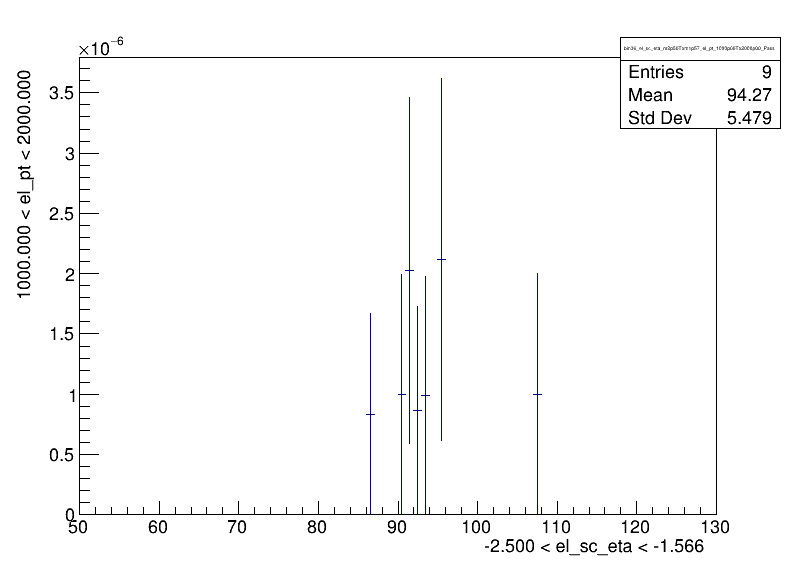 ×10⁻⁶
Entries 9
Mean 94.27
Std Dev 5.479
1000.000 < el_pt < 2000.000
3.5
3
2.5
2
1.5
1
0.5
0
50 60 70 80 90 100 110 120 130
-2.500 < el_sc_eta < -1.566